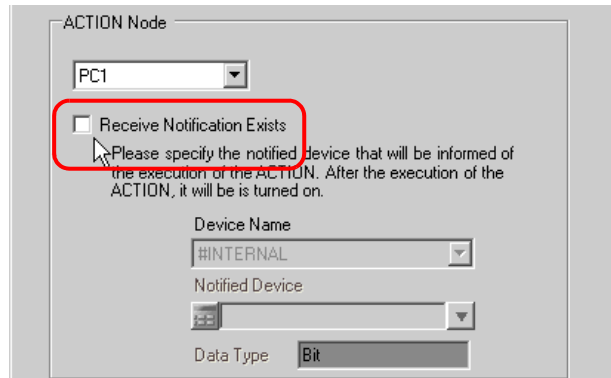 ACTION Node
PC1
Receive Notification Exists
Please specify the notified device that will be informed of
the execution of the ACTION. After the execution of the
ACTION, it will be is turned on.
Device Name
#INTERNAL
Notified Device
Data Type Bit